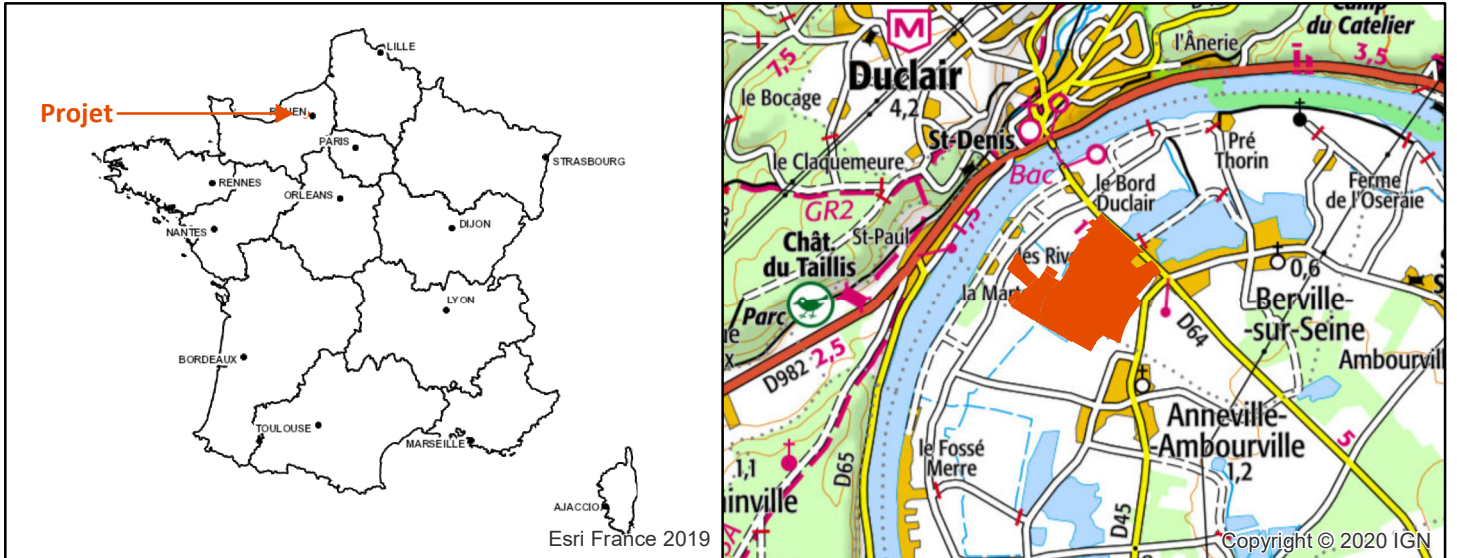 LILLE
Projet
PARIS
STRASBOURG
RENNES
ORLEANS
DIJON
NANTES
LYON
BORDEAUX
TOULOUSE
MARSEILLE
AJACCIO
Esri France 2019
M
Camp
du Catelier
l'Ânerie
3,5
7,5
Duclair
4,2
le Bocage
St-Denis
le Claquemeure
Bac
Pré
Thorin
le Bord
Duclair
Ferme
de l'Oseraie
GR2
1,5
St-Paul
Chât.
du Taillis
Parc
0,6
Berville-
-sur-Seine
D64
Ambourvill
D982
2,5
Anneville-
-Ambourville
1,2
5
le Fossé
Merre
1,1
ainville
D65
D45
Copyright © 2020 IGN